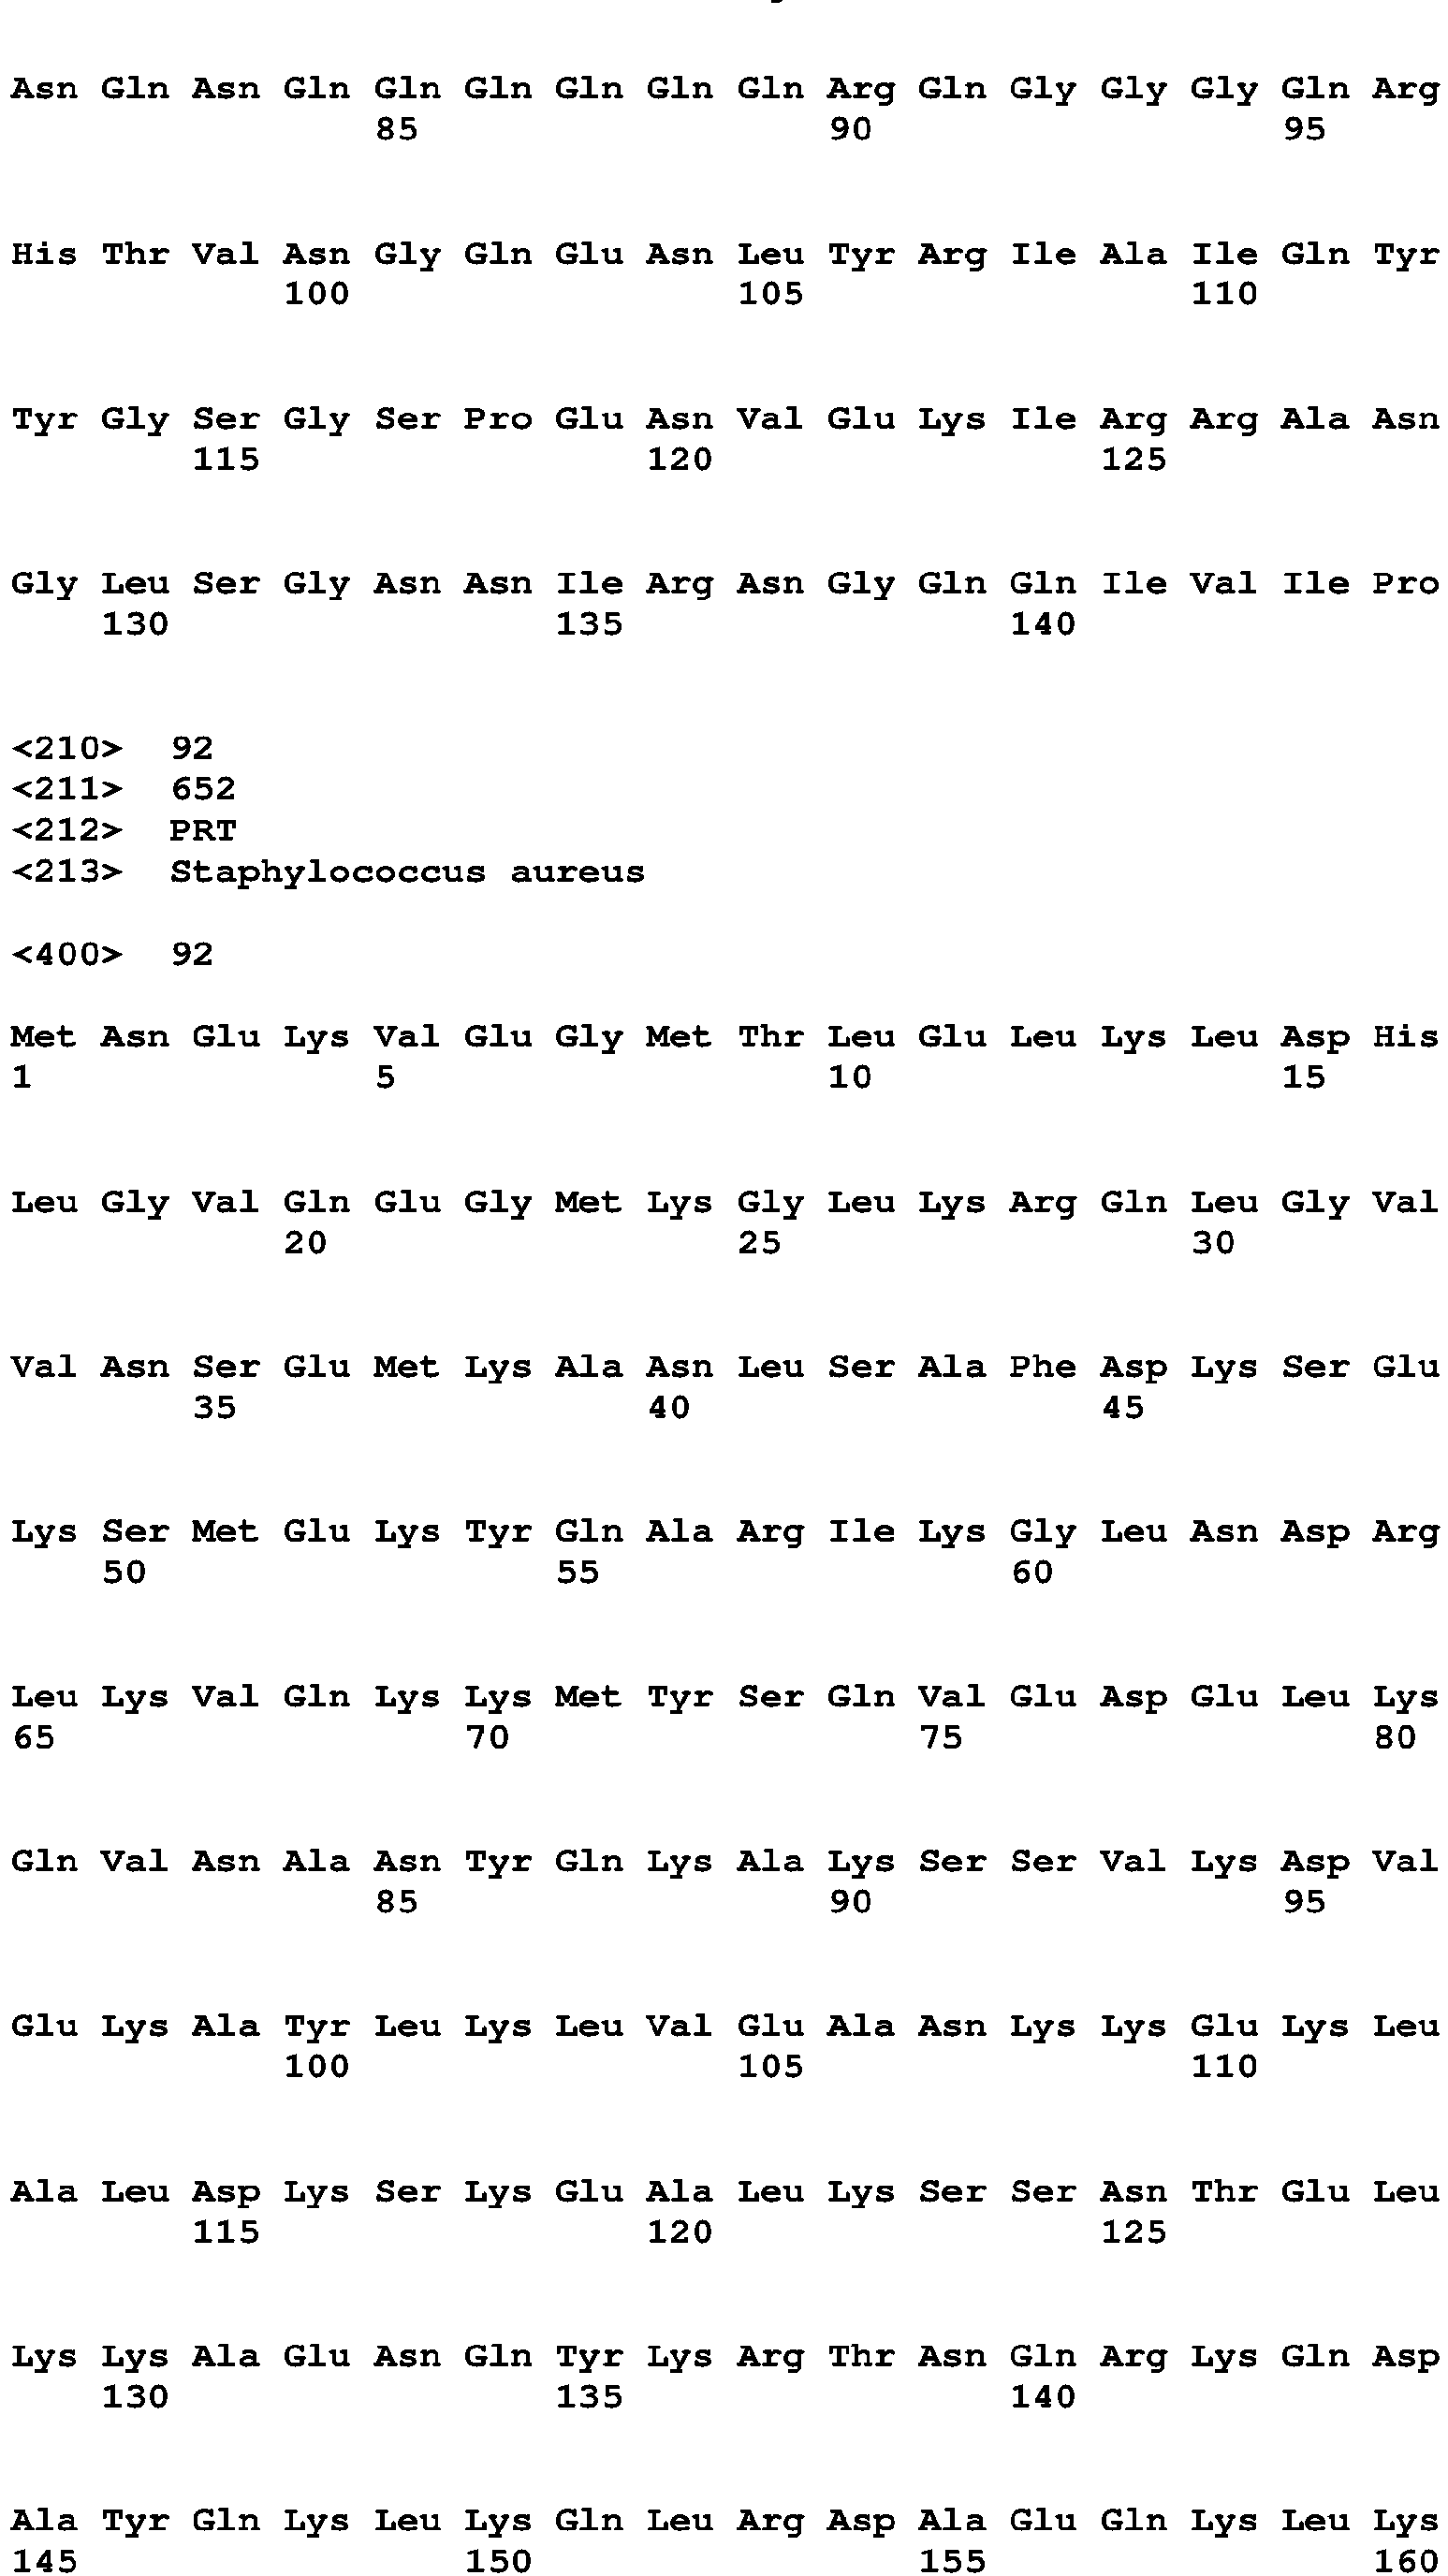 Asn Gln Asn Gln Gln Gln Gln Gln Gln Arg Gln Gly Gly Gly Gln Arg
85 90 95
His Thr Val Asn Gly Gln Glu Asn Leu Tyr Arg Ile Ala Ile Gln Tyr
100 105 110
Tyr Gly Ser Gly Ser Pro Glu Asn Val Glu Lys Ile Arg Arg Ala Asn
115 120 125
Gly Leu Ser Gly Asn Asn Ile Arg Asn Gly Gln Gln Ile Val Ile Pro
130 135 140
<210> 92
<211> 652
<212> PRT
<213> Staphylococcus aureus
<400> 92
Met Asn Glu Lys Val Glu Gly Met Thr Leu Glu Leu Lys Leu Asp His
1 5 10 15
Leu Gly Val Gln Glu Gly Met Lys Gly Leu Lys Arg Gln Leu Gly Val
20 25 30
Val Asn Ser Glu Met Lys Ala Asn Leu Ser Ala Phe Asp Lys Ser Glu
35 40 45
Lys Ser Met Glu Lys Tyr Gln Ala Arg Ile Lys Gly Leu Asn Asp Arg
50 55 60
Leu Lys Val Gln Lys Lys Met Tyr Ser Gln Val Glu Asp Glu Leu Lys
65 70 75 80
Gln Val Asn Ala Asn Tyr Gln Lys Ala Lys Ser Ser Val Lys Asp Val
85 90 95
Glu Lys Ala Tyr Leu Lys Leu Val Glu Ala Asn Lys Lys Glu Lys Leu
100 105 110
Ala Leu Asp Lys Ser Lys Glu Ala Leu Lys Ser Ser Asn Thr Glu Leu
115 120 125
Lys Lys Ala Glu Asn Gln Tyr Lys Arg Thr Asn Gln Arg Lys Gln Asp
130 135 140
Ala Tyr Gln Lys Leu Lys Gln Leu Arg Asp Ala Glu Gln Lys Leu Lys
145 150 155 160